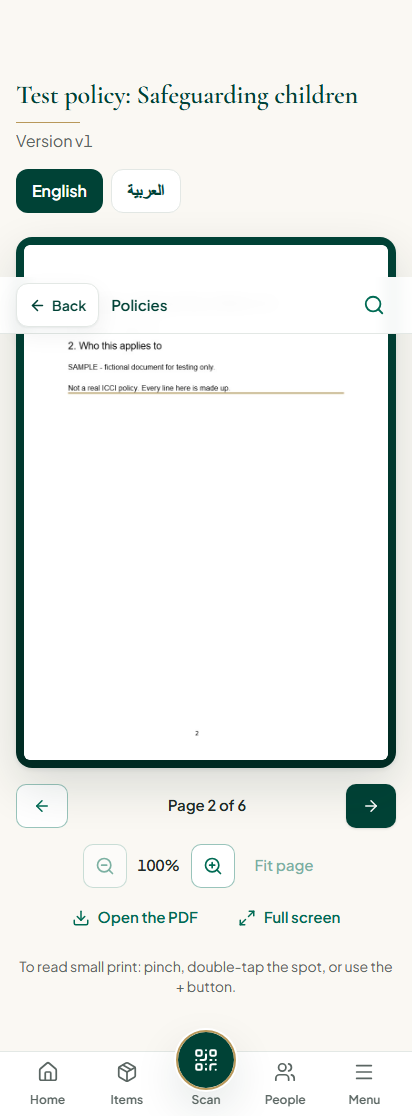 Test policy: Safeguarding children
Version v1
English
العربية
Back
Policies
2. Who this applies to
SAMPLE - fictional document for testing only.
Not a real ICCI policy. Every line here is made up.
2
Page 2 of 6
100%
Fit page
Open the PDF
Full screen
To read small print: pinch, double-tap the spot, or use the
+ button.
Home
Items
Scan
People
Menu